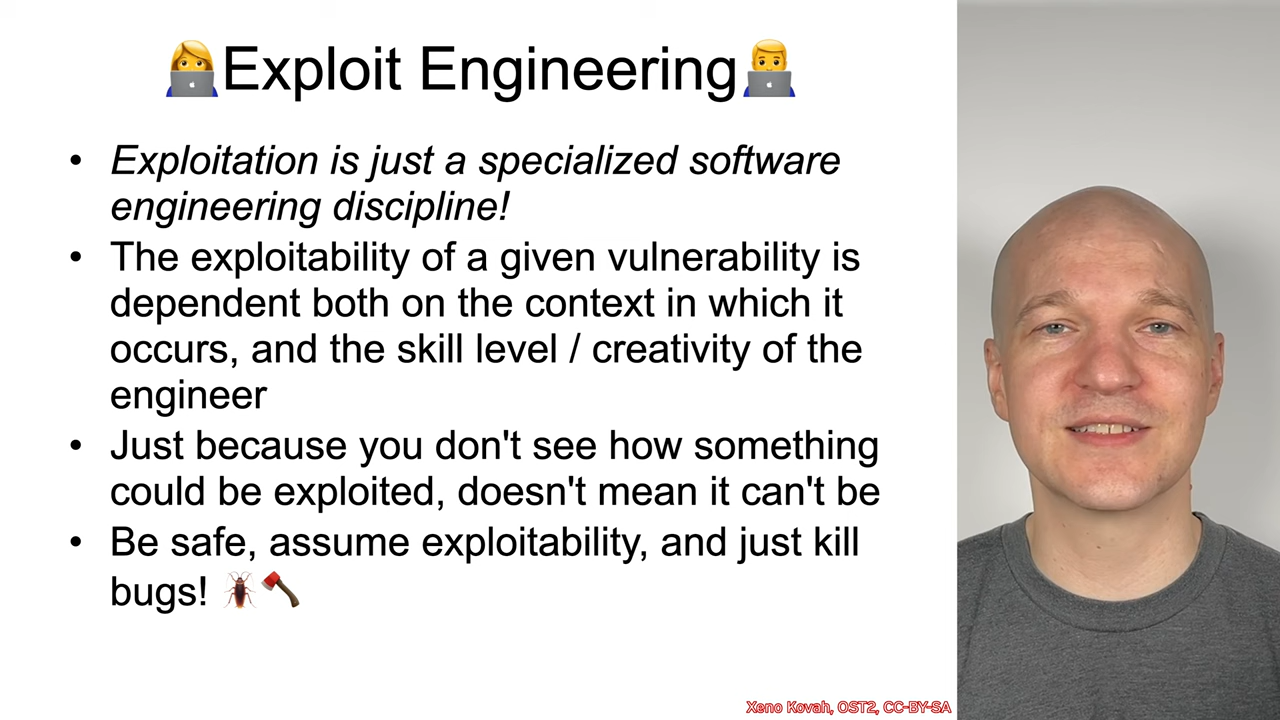 Exploit Engineering
• Exploitation is just a specialized software
engineering discipline!
• The exploitability of a given vulnerability is
dependent both on the context in which it
occurs, and the skill level / creativity of the
engineer
• Just because you don't see how something
could be exploited, doesn't mean it can't be
• Be safe, assume exploitability, and just kill
bugs!
Xeno Kovah, OST2, CC-BY-SA